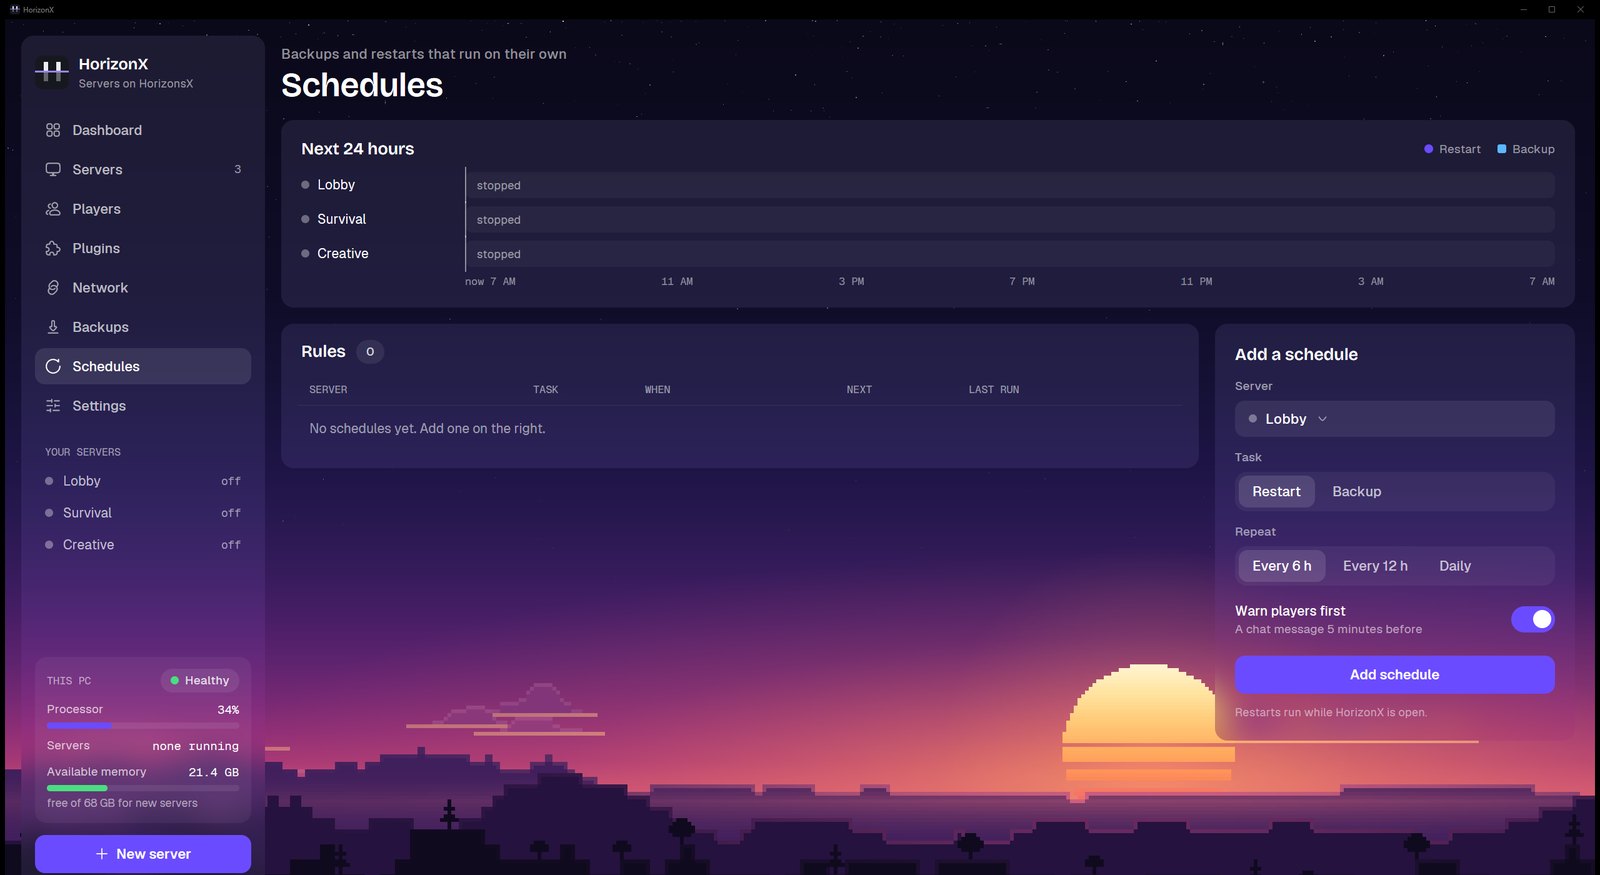 HorizonX
HorizonX
Servers on HorizonsX
Dashboard
Servers 3
Players
Plugins
Network
Backups
Schedules
Settings
YOUR SERVERS
Lobby off
Survival off
Creative off
THIS PC Healthy
Processor 34%
Servers none running
Available memory 21.4 GB
free of 68 GB for new servers
+ New server
Backups and restarts that run on their own
Schedules
Next 24 hours
Restart Backup
Lobby stopped
Survival stopped
Creative stopped
now 7 AM 11 AM 3 PM 7 PM 11 PM 3 AM 7 AM
Rules 0
SERVER TASK WHEN NEXT LAST RUN
No schedules yet. Add one on the right.
Add a schedule
Server
Lobby
Task
Restart Backup
Repeat
Every 6 h Every 12 h Daily
Warn players first
A chat message 5 minutes before
Add schedule
Restarts run while HorizonX is open.